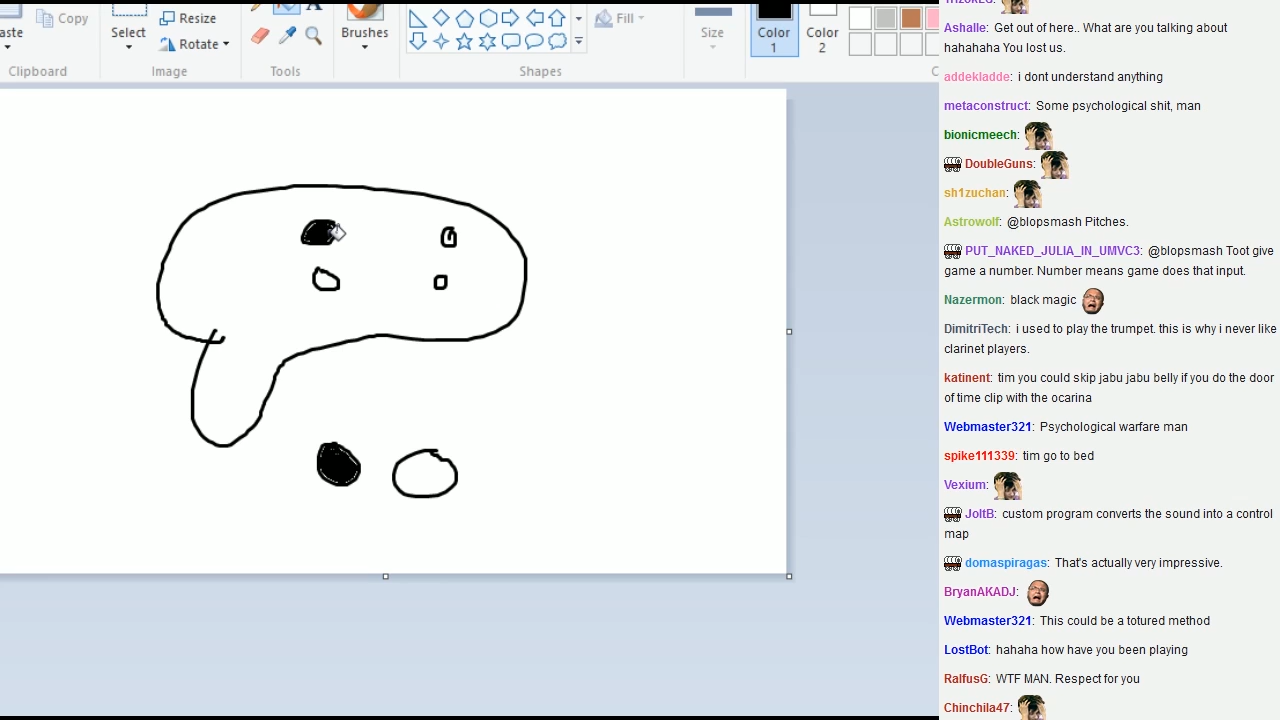 aste
Copy
Select
Resize
Rotate
Brushes
Fill
Size
Color
1
Color
2
Clipboard
Image
Tools
Shapes
Ashalle: Get out of here.. What are you talking about
hahahaha You lost us.
addekladde: i dont understand anything
metaconstruct: Some psychological shit, man
bionicmeech:
DoubleGuns:
sh1zuchan:
Astrowolf: @blopsmash Pitches.
PUT_NAKED_JULIA_IN_UMVC3: @blopsmash Toot give
game a number. Number means game does that input.
Nazermon: black magic
DimitriTech: i used to play the trumpet. this is why i never like
clarinet players.
katinent: tim you could skip jabu jabu belly if you do the door
of time clip with the ocarina
Webmaster321: Psychological warfare man
spike111339: tim go to bed
Vexium:
JoltB: custom program converts the sound into a control
map
domaspiragas: That's actually very impressive.
BryanAKADJ:
Webmaster321: This could be a totured method
LostBot: hahaha how have you been playing
RalfusG: WTF MAN. Respect for you
Chinchila47: